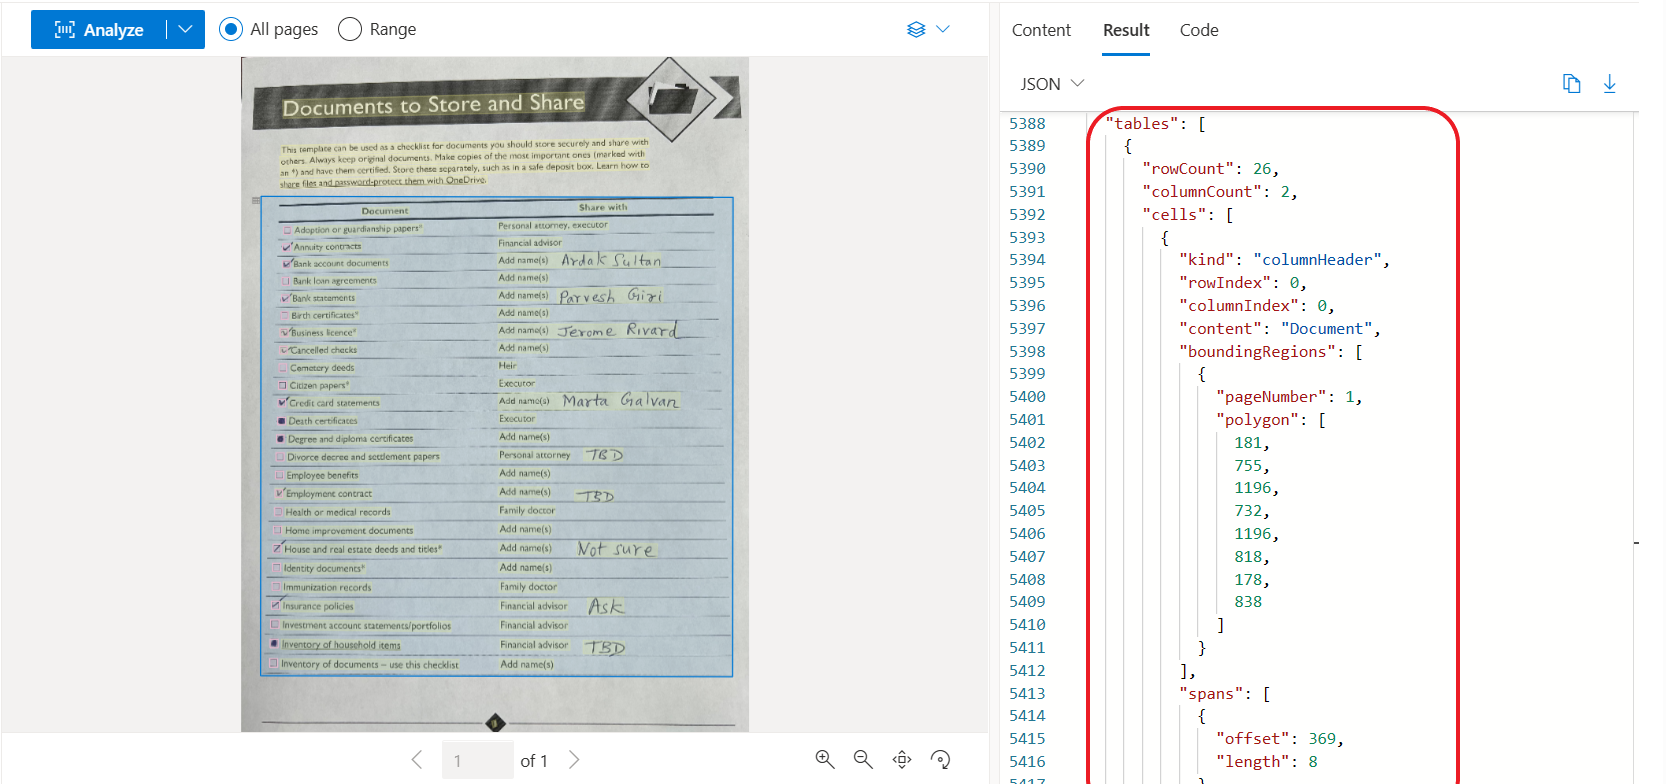 Analyze
All pages
Range
Documents to Store and Share
This template can be used as a checklist for documents you should store securely and share with
others. Always keep original documents. Make copies of the most important ones (marked with
an *) and have them certified. Store these separately, such as in a safe deposit box. Learn how to
share files and password-protect them with OneDrive.
Document Share with
Adoption or guardianship papers* Personal attorney, executor
Annuity contracts Financial advisor
Bank account documents Add name(s) Ardak Sultan
Bank loan agreements Add name(s)
Bank statements Add name(s) Parvesh Giri
Birth certificates* Add name(s)
Business licence* Add name(s) Jerome Rivard
Cancelled checks Add name(s)
Cemetery deeds Heir
Citizen papers* Executor
Credit card statements Add name(s) Marta Galvan
Death certificates Executor
Degree and diploma certificates Add name(s)
Divorce decree and settlement papers Personal attorney TBD
Employee benefits Add name(s)
Employment contract Add name(s) TBD
Health or medical records Family doctor
Home improvement documents Add name(s)
House and real estate deeds and titles* Add name(s) Not sure
Identity documents* Add name(s)
Immunization records Family doctor
Insurance policies Financial advisor Ask
Investment account statements/portfolios Financial advisor
Inventory of household items Financial advisor TBD
Inventory of documents – use this checklist Add name(s)
1 of 1
Content Result Code
JSON
5388 "tables": [
5389 {
5390 "rowCount": 26,
5391 "columnCount": 2,
5392 "cells": [
5393 {
5394 "kind": "columnHeader",
5395 "rowIndex": 0,
5396 "columnIndex": 0,
5397 "content": "Document",
5398 "boundingRegions": [
5399 {
5400 "pageNumber": 1,
5401 "polygon": [
5402 181,
5403 755,
5404 1196,
5405 732,
5406 1196,
5407 818,
5408 178,
5409 838
5410 ]
5411 }
5412 ],
5413 "spans": [
5414 {
5415 "offset": 369,
5416 "length": 8
5417 }